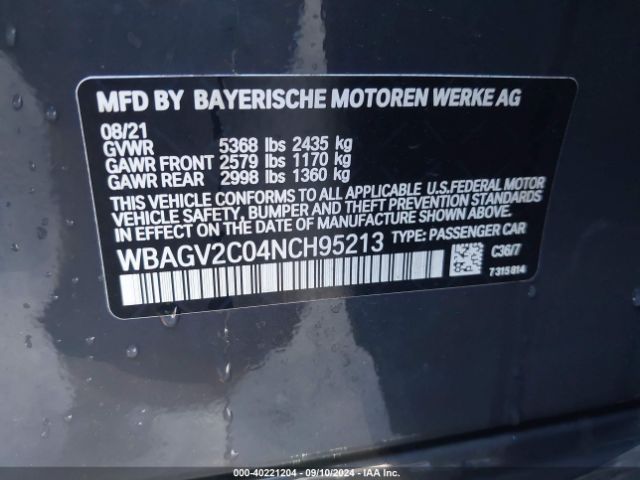 MFD BY BAYERISCHE MOTOREN WERKE AG
08/21
GVWR 5368 lbs 2435 kg
GAWR FRONT 2579 lbs 1170 kg
GAWR REAR 2998 lbs 1360 kg
THIS VEHICLE CONFORMS TO ALL APPLICABLE U.S.FEDERAL MOTOR
VEHICLE SAFETY, BUMPER AND THEFT PREVENTION STANDARDS
IN EFFECT ON THE DATE OF MANUFACTURE SHOWN ABOVE.
WBAGV2C04NCH95213 TYPE: PASSENGER CAR
C36/7
7315814
000-40221204 - 09/10/2024 - IAA Inc.